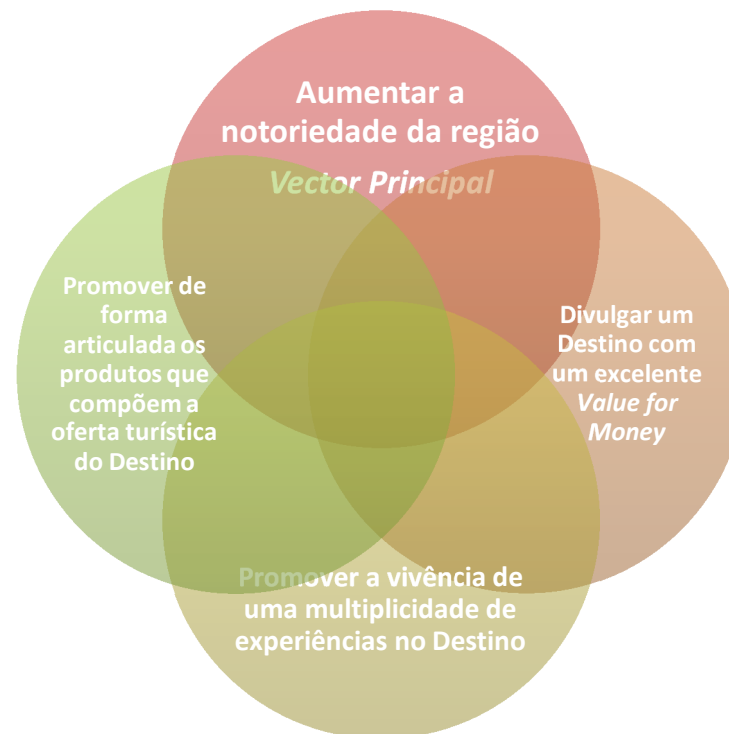 Aumentar a
notoriedade da região
Vector Principal
Promover de
forma
articulada os
produtos que
compõem a
oferta turística
do Destino
Divulgar um
Destino com
um excelente
Value for
Money
Promover a vivência de
uma multiplicidade de
experiências no Destino